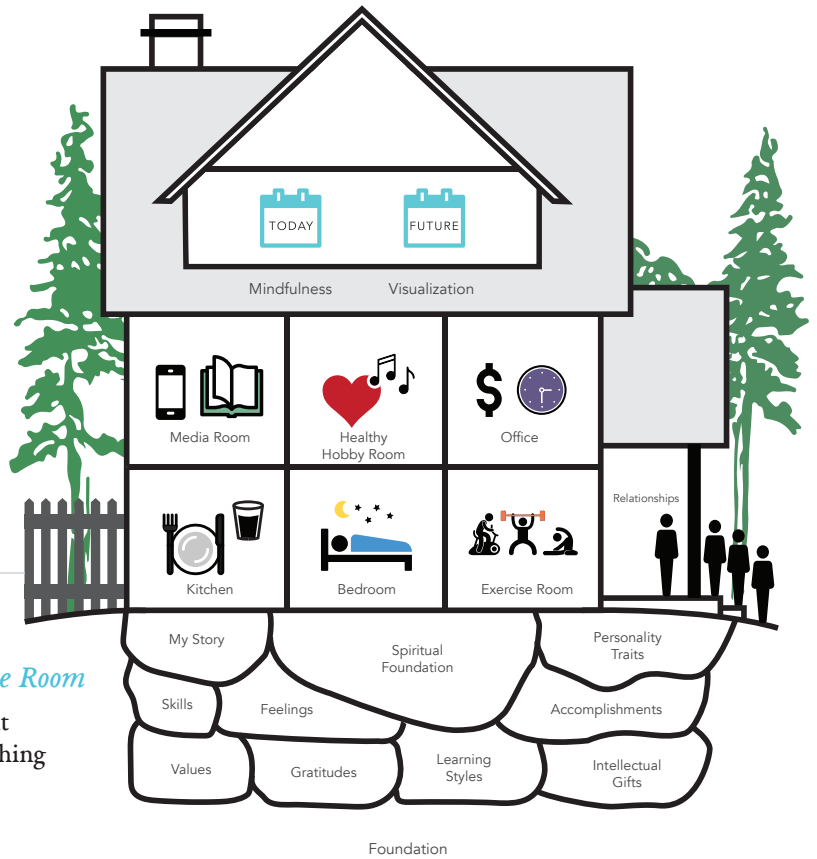 TODAY
FUTURE
Mindfulness
Visualization
Media Room
Healthy
Hobby Room
Office
Relationships
Kitchen
Bedroom
Exercise Room
My Story
Spiritual
Foundation
Personality
Traits
e Room
Skills
Feelings
Accomplishments
t
hing
Values
Gratitudes
Learning
Styles
Intellectual
Gifts
Foundation